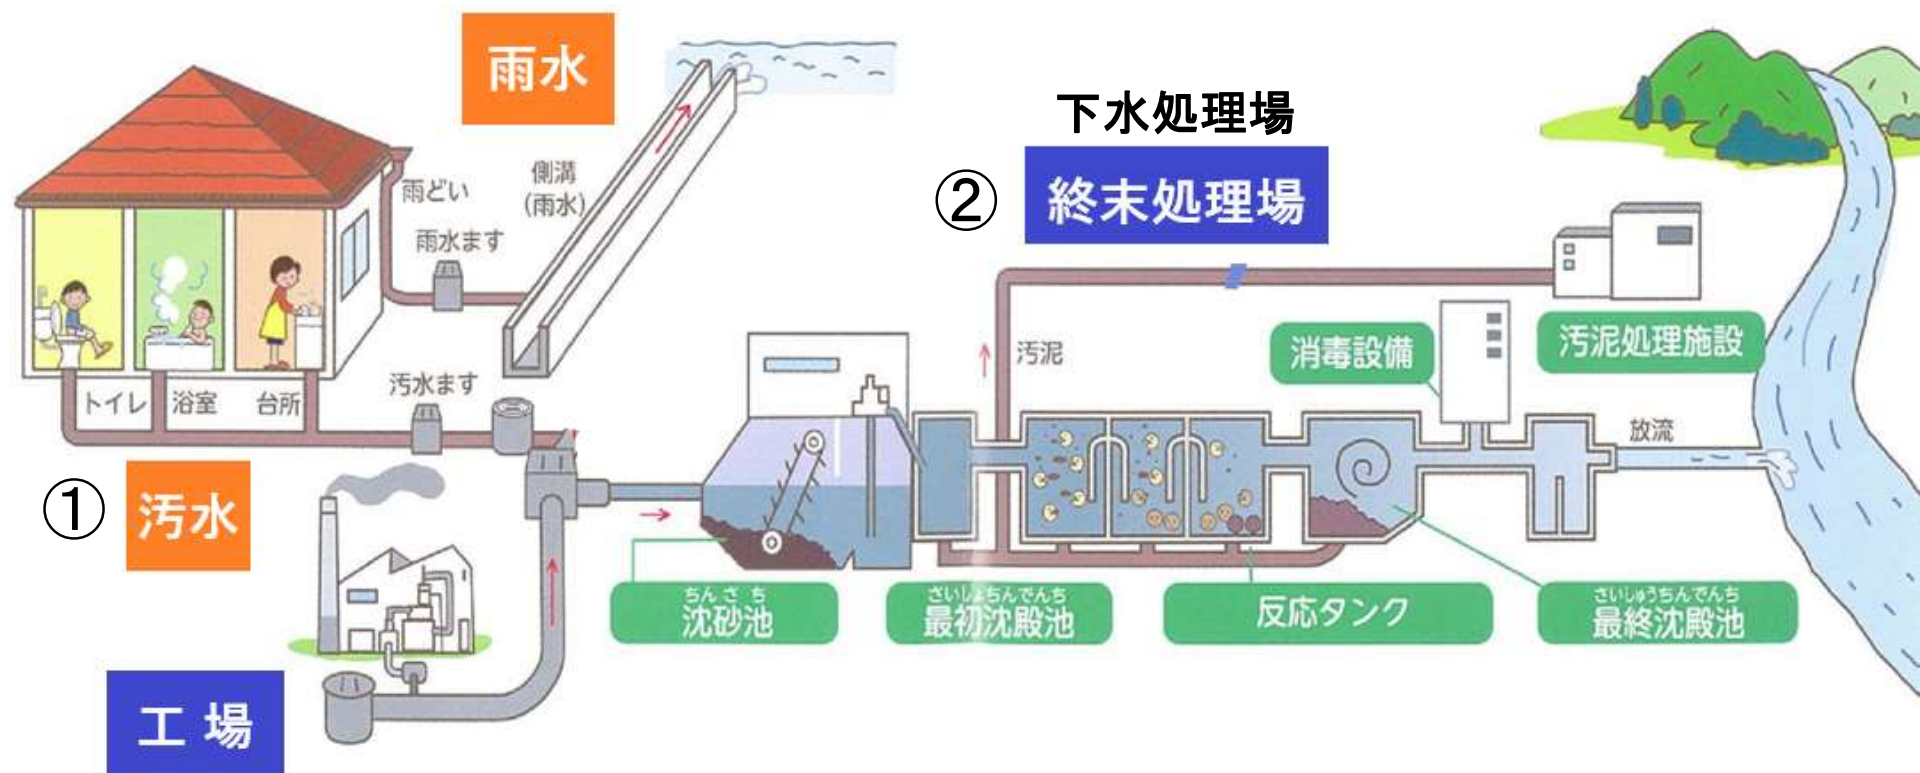 雨水
下水処理場
② 終末処理場
雨どい
側溝
(雨水)
雨水ます
汚泥
消毒設備
汚泥処理施設
トイレ
浴室
台所
汚水ます
放流
① 汚水
ちんさち
沈砂池
さいしょちんでんち
最初沈殿池
反応タンク
さいしゅうちんでんち
最終沈殿池
工場